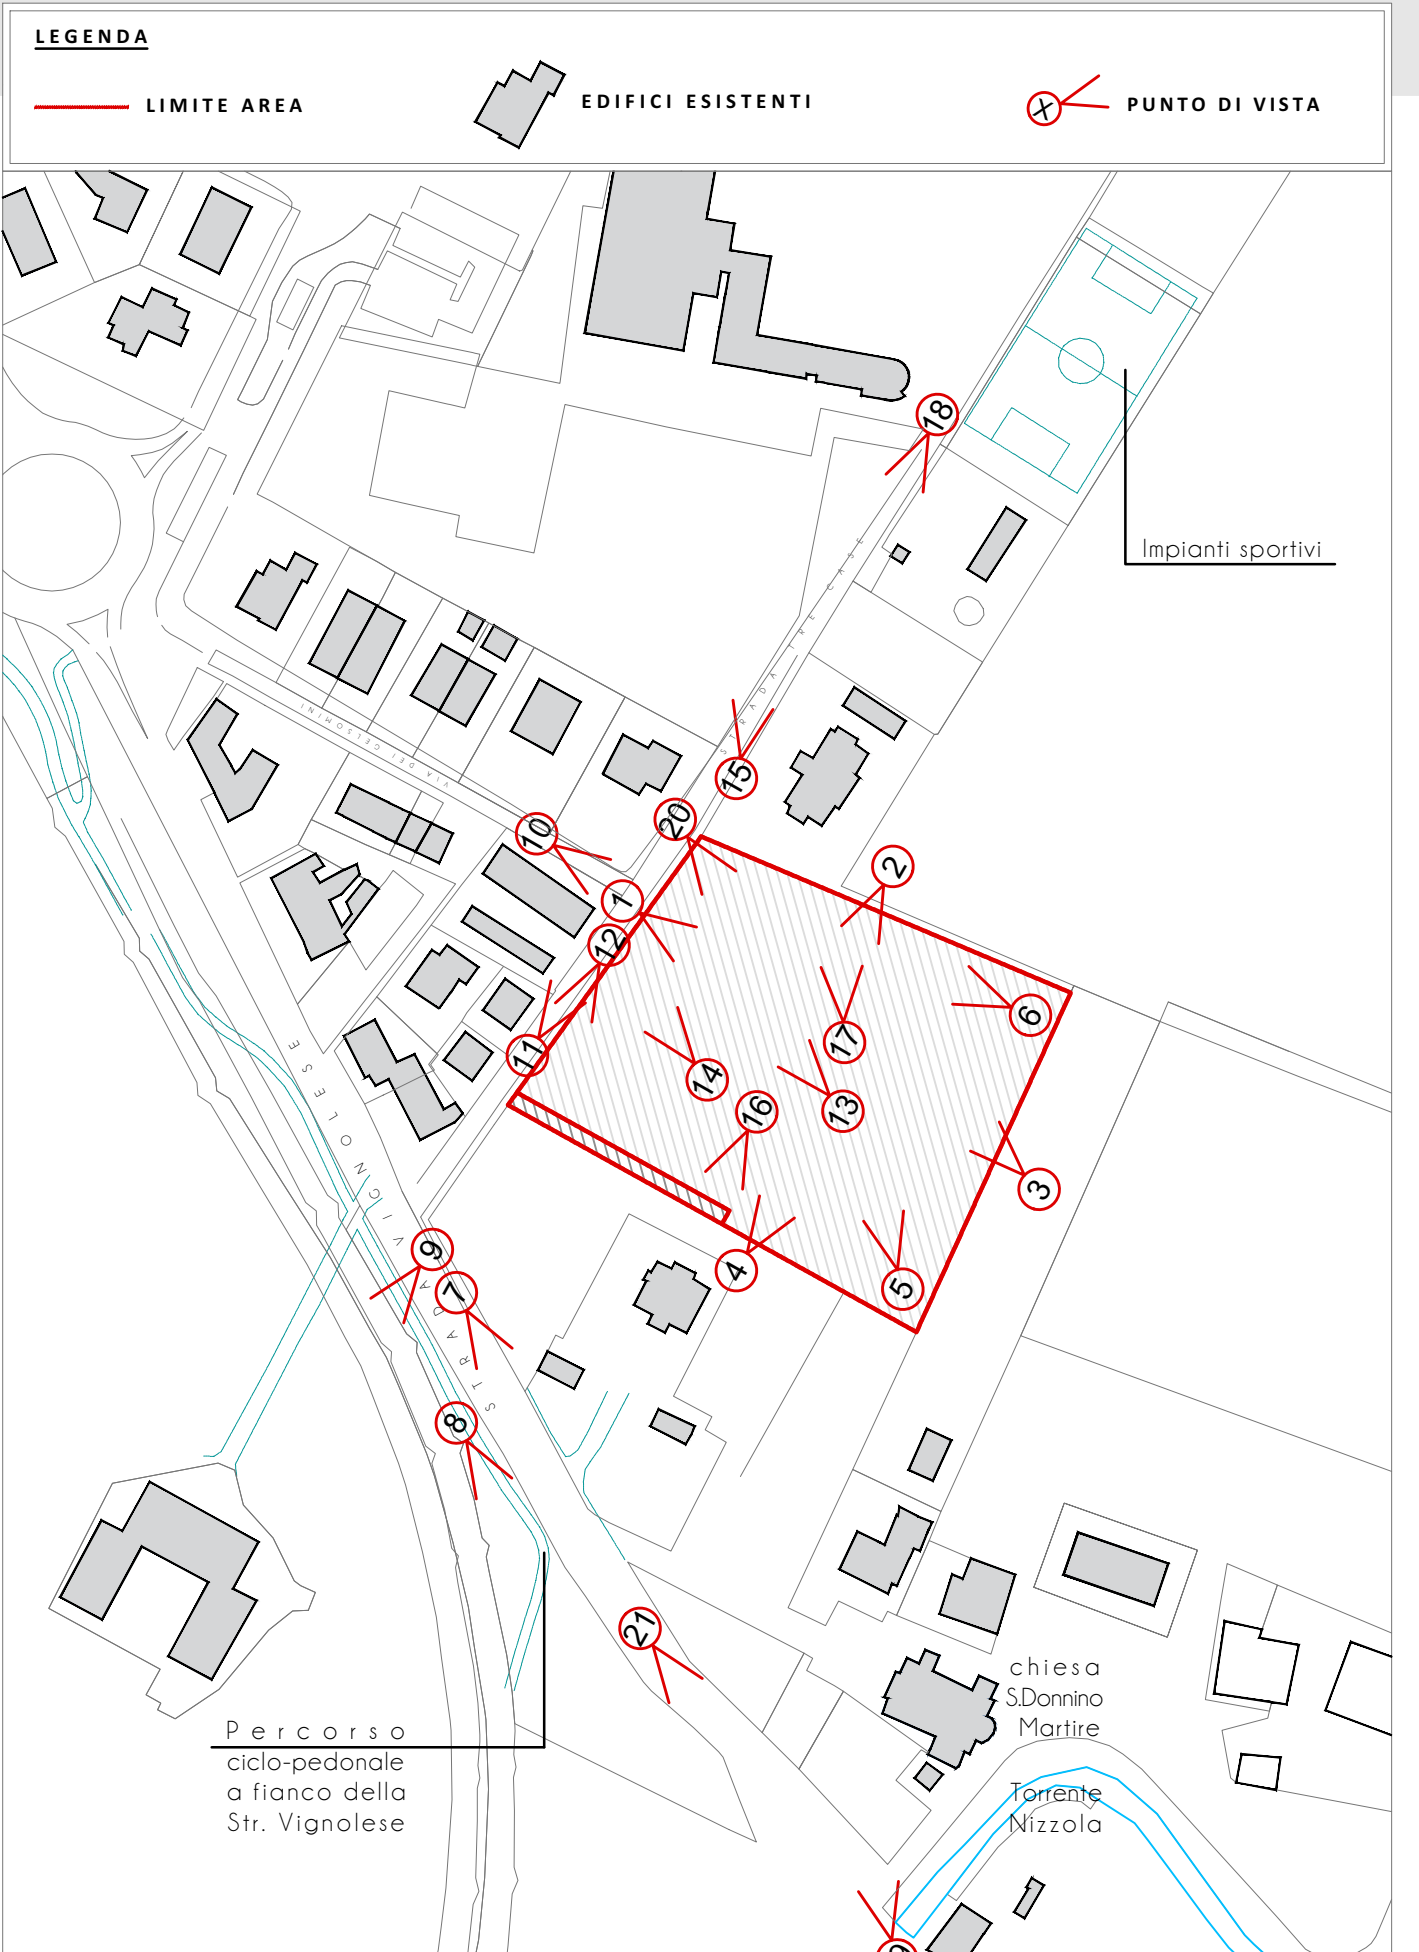 LEGENDA
LIMITE AREA
EDIFICI ESISTENTI
X
PUNTO DI VISTA
18
Impianti sportivi
STRADA TRE CASE
VIA DEI GELSOMINI
15
20
10
2
1
12
6
17
11
14
13
16
3
STRADA VIGNOLESE
9
4
7
5
8
21
chiesa
S.Donnino
Martire
Percorso
ciclo-pedonale
a fianco della
Str. Vignolese
Torrente
Nizzola